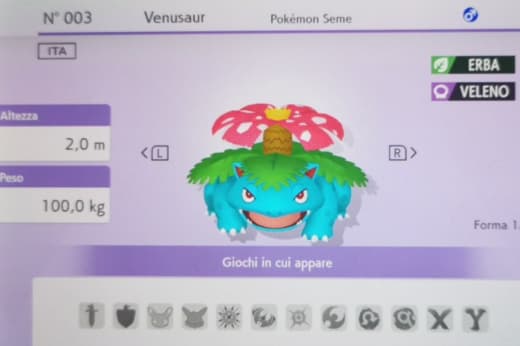 N° 003 Venusaur Pokémon Seme
ITA
ERBA
VELENO
Altezza
2,0 m
Peso
100,0 kg
<L
R>
Forma 1
Giochi in cui appare
X Y